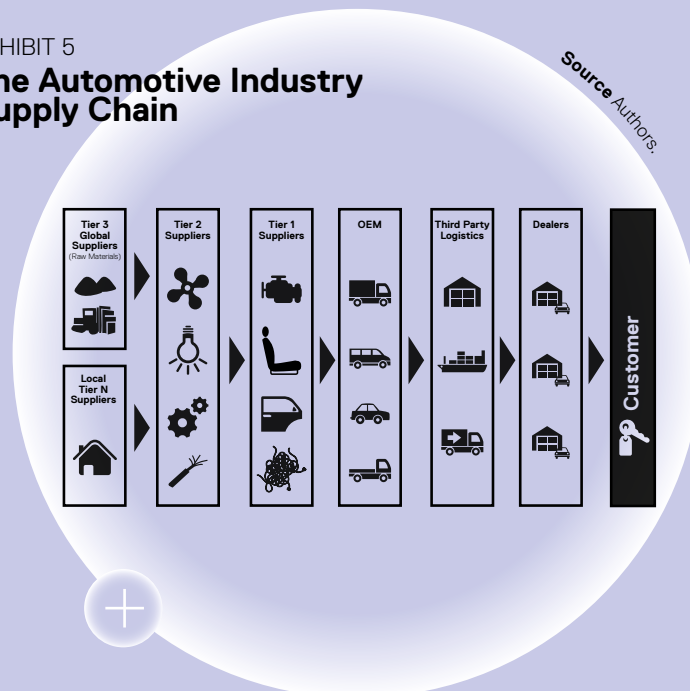 HIBIT 5
ne Automotive Industry
upply Chain
Source Authors.
Tier 3
Global
Suppliers
(Raw Materials)
Local
Tier N
Suppliers
Tier 2
Suppliers
Tier 1
Suppliers
OEM
Third Party
Logistics
Dealers
Customer